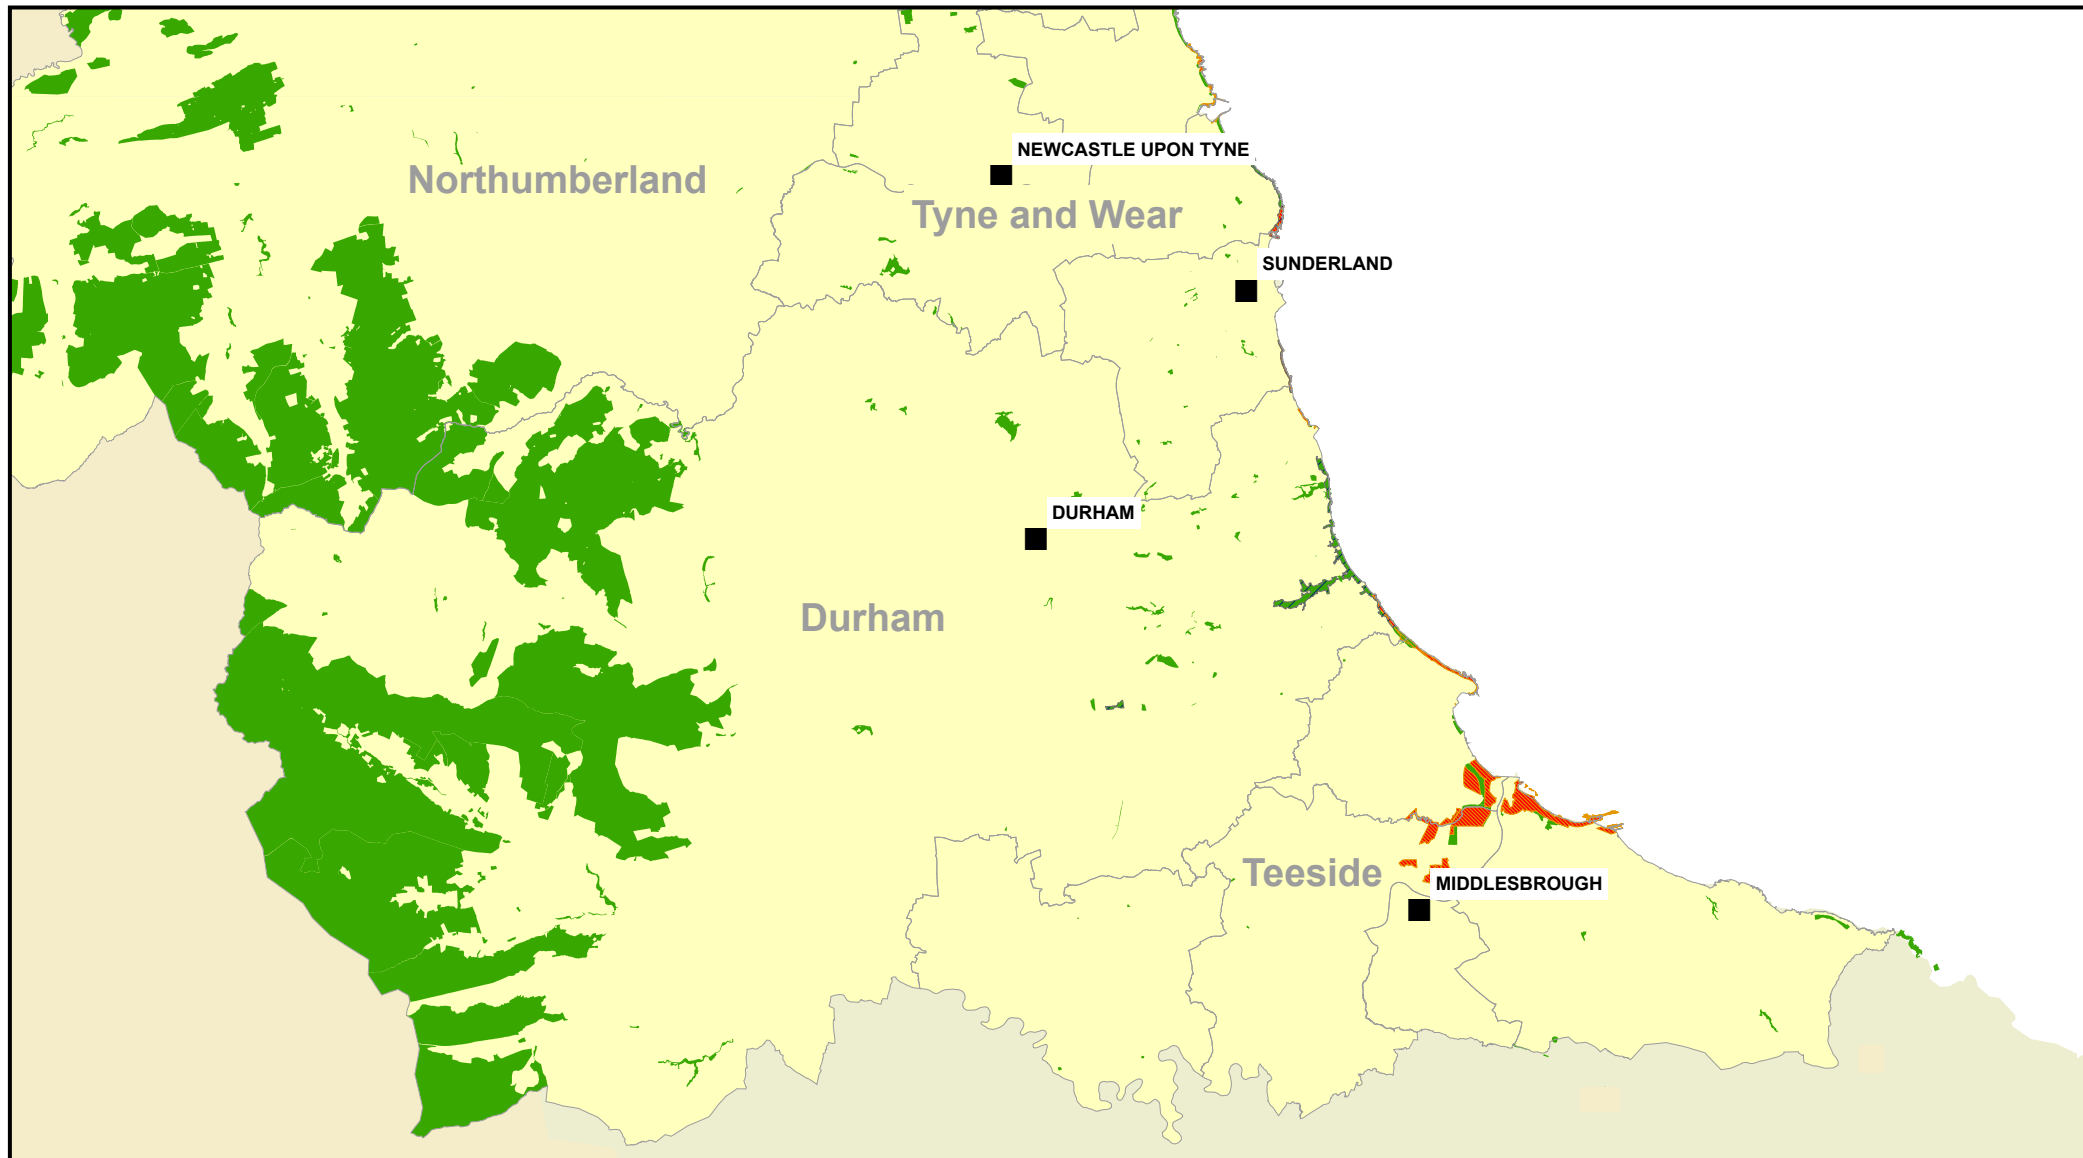 NEWCASTLE UPON TYNE
Northumberland
Tyne and Wear
SUNDERLAND
DURHAM
Durham
Teeside
MIDDLESBROUGH